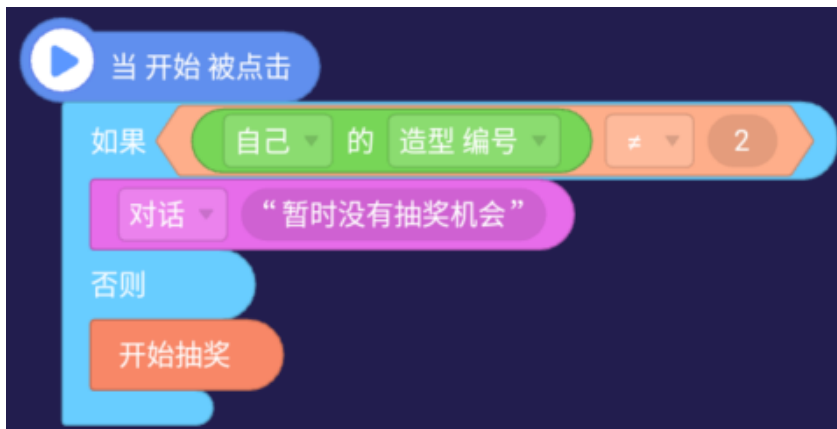 当 开始 被点击
如果 自己 的 造型 编号 ≠ 2
对话 “暂时没有抽奖机会”
否则
开始抽奖